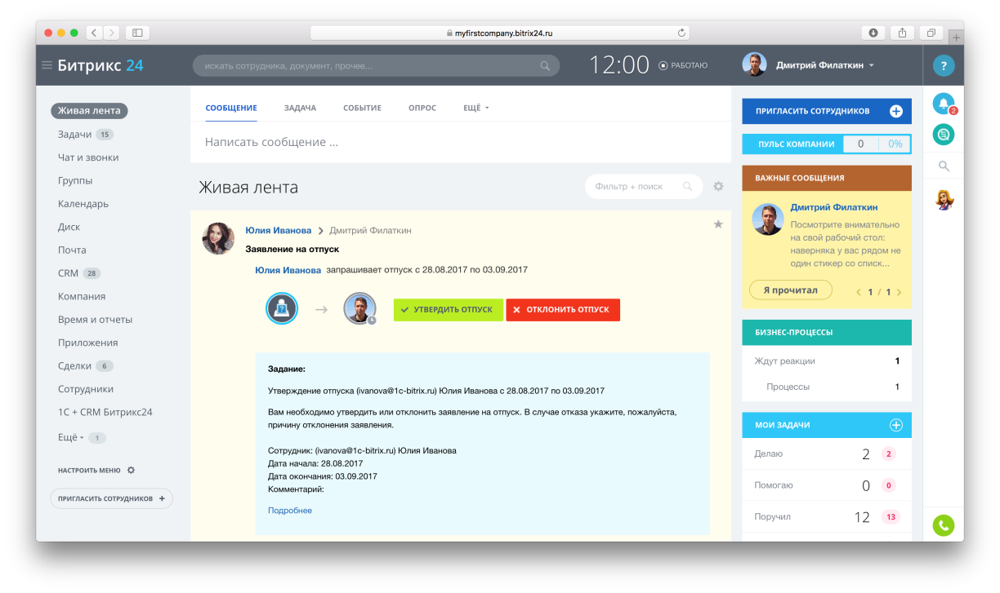 myfirstcompany.bitrix24.ru
Битрикс 24
искать сотрудника, документ, прочее...
12:00
РАБОТАЮ
Дмитрий Филаткин
?
Живая лента
Задачи 15
Чат и звонки
Группы
Календарь
Диск
Почта
CRM 28
Компания
Время и отчеты
Приложения
Сделки 6
Сотрудники
1С + CRM Битрикс24
Ещё 1
НАСТРОИТЬ МЕНЮ
ПРИГЛАСИТЬ СОТРУДНИКОВ +
СООБЩЕНИЕ ЗАДАЧА СОБЫТИЕ ОПРОС ЕЩЁ
Написать сообщение ...
Живая лента
Фильтр + поиск
Юлия Иванова > Дмитрий Филаткин
Заявление на отпуск
Юлия Иванова запрашивает отпуск с 28.08.2017 по 03.09.2017
?
УТВЕРДИТЬ ОТПУСК
ОТКЛОНИТЬ ОТПУСК
Задание:
Утверждение отпуска (ivanova@1c-bitrix.ru) Юлия Иванова с 28.08.2017 по 03.09.2017
Вам необходимо утвердить или отклонить заявление на отпуск. В случае отказа укажите, пожалуйста,
причину отклонения заявления.
Сотрудник: (ivanova@1c-bitrix.ru) Юлия Иванова
Дата начала: 28.08.2017
Дата окончания: 03.09.2017
Комментарий:
Подробнее
ПРИГЛАСИТЬ СОТРУДНИКОВ
ПУЛЬС КОМПАНИИ 0 0%
ВАЖНЫЕ СООБЩЕНИЯ
Дмитрий Филаткин
Посмотрите внимательно
на свой рабочий стол:
наверняка у вас рядом не
один стикер со списк...
Я прочитал
1 / 1
БИЗНЕС-ПРОЦЕССЫ
Ждут реакции 1
Процессы 1
МОИ ЗАДАЧИ
Делаю 2 2
Помогаю 0 0
Поручил 12 13
2